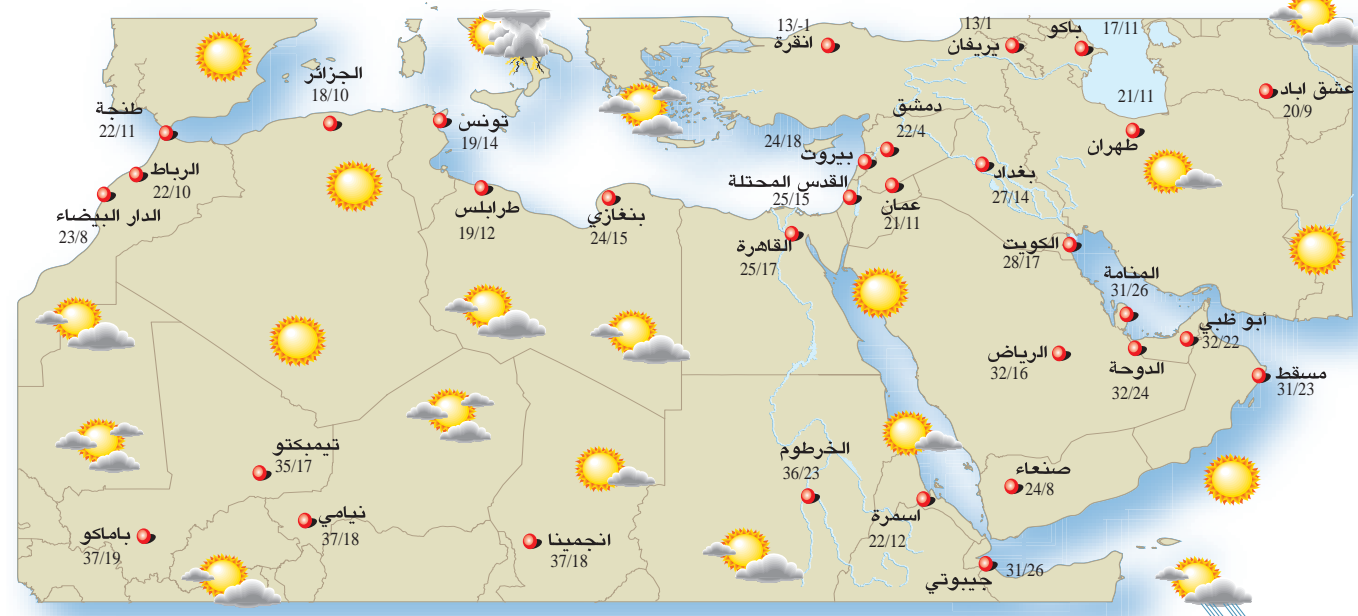 13/-1
انقرة
13/1
يريفان
باكو
17/11
الجزائر
18/10
طنجة
22/11
تونس
19/14
دمشق
22/4
21/11
طهران
عشق اباد
20/9
24/18
بيروت
الرباط
22/10
القدس المحتلة
25/15
بغداد
27/14
الدار البيضاء
23/8
طرابلس
19/12
بنغازي
24/15
عمان
21/11
القاهرة
25/17
الكويت
28/17
المنامة
31/26
أبو ظبي
32/22
الرياض
32/16
الدوحة
32/24
مسقط
31/23
تيمبكتو
35/17
الخرطوم
36/23
صنعاء
24/8
باماكو
37/19
نيامي
37/18
انجمينا
37/18
اسمرة
22/12
جيبوتي
31/26